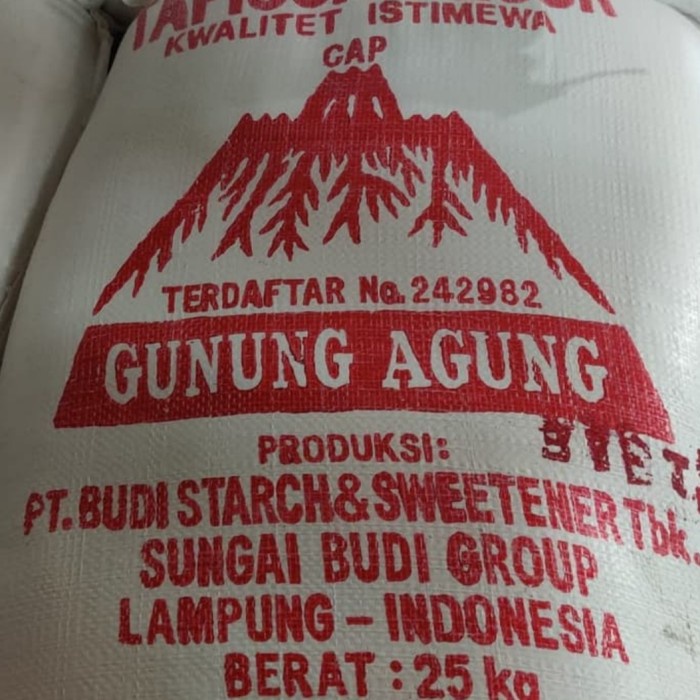 KWALITET ISTIMEWA
CAP
TERDAFTAR No. 242982
GUNUNG AGUNG
PRODUKSI:
PT. BUDI STARCH & SWEETENER Tbk.
SUNGAI BUDI GROUP
LAMPUNG – INDONESIA
BERAT : 25 kg